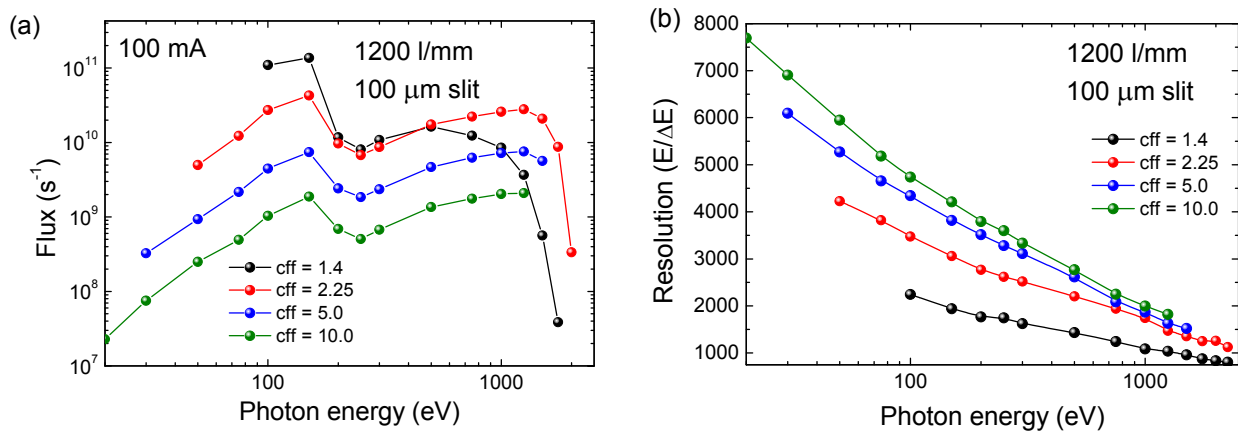 (a)
100 mA
1200 l/mm
100 μm slit
10¹¹
10¹⁰
10⁹
10⁸
10⁷
Flux (s⁻¹)
cff = 1.4
cff = 2.25
cff = 5.0
cff = 10.0
100
1000
Photon energy (eV)
(b)
8000
7000
6000
5000
4000
3000
2000
1000
Resolution (E/ΔE)
1200 l/mm
100 μm slit
cff = 1.4
cff = 2.25
cff = 5.0
cff = 10.0
100
1000
Photon energy (eV)